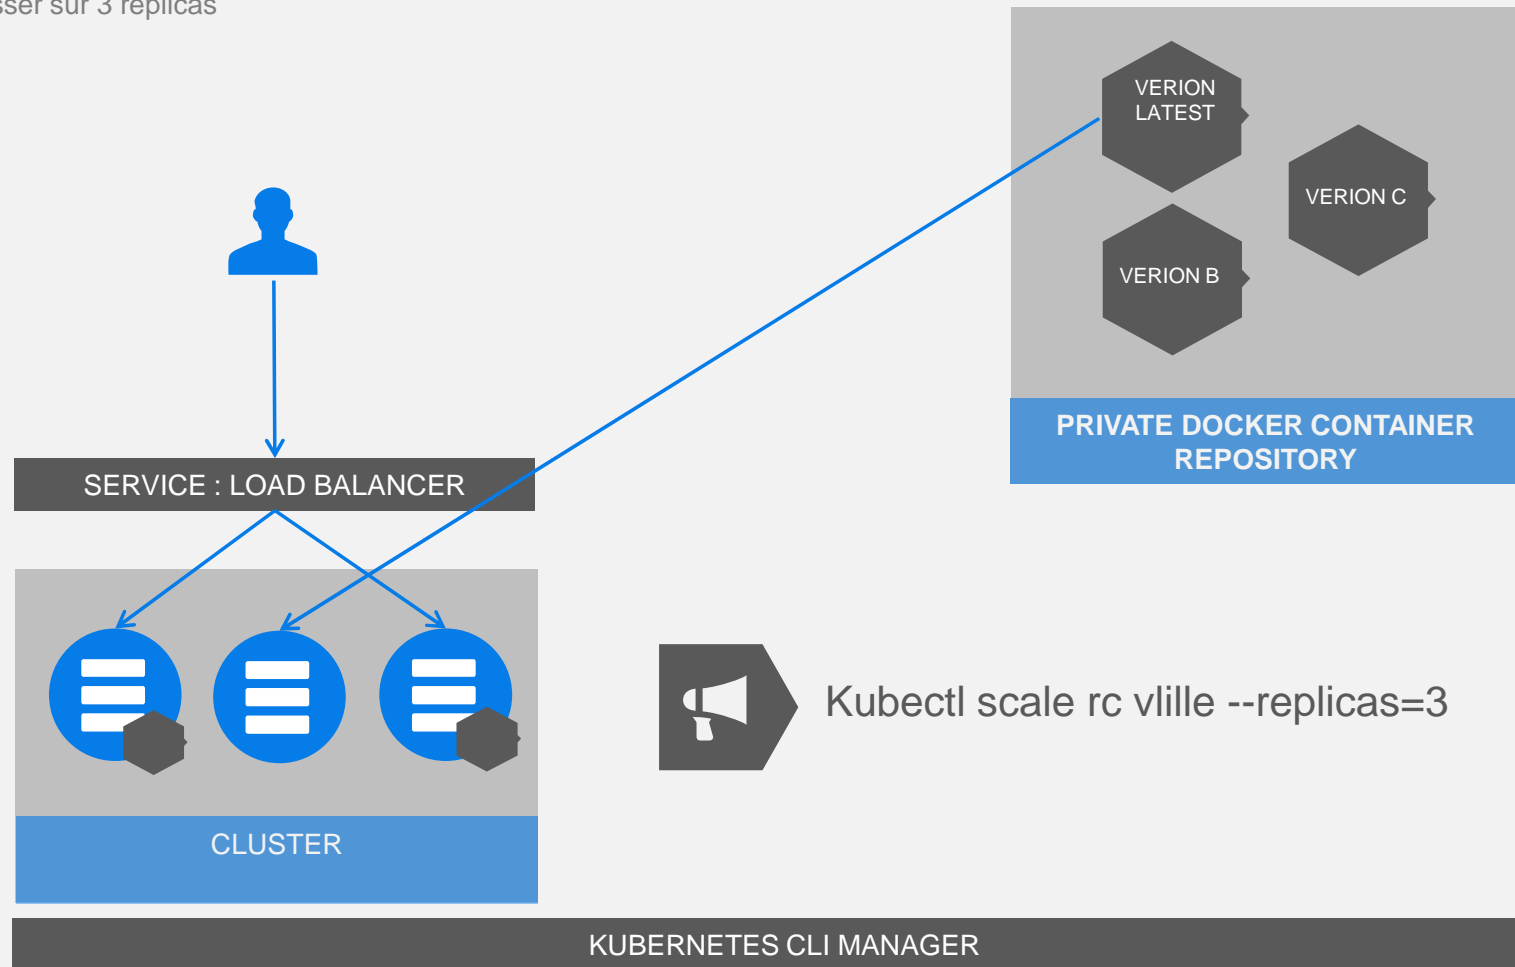 sur 3 replicas
VERION
LATEST
VERION C
VERION B
PRIVATE DOCKER CONTAINER
REPOSITORY
SERVICE : LOAD BALANCER
Kubectl scale rc vlille --replicas=3
CLUSTER
KUBERNETES CLI MANAGER